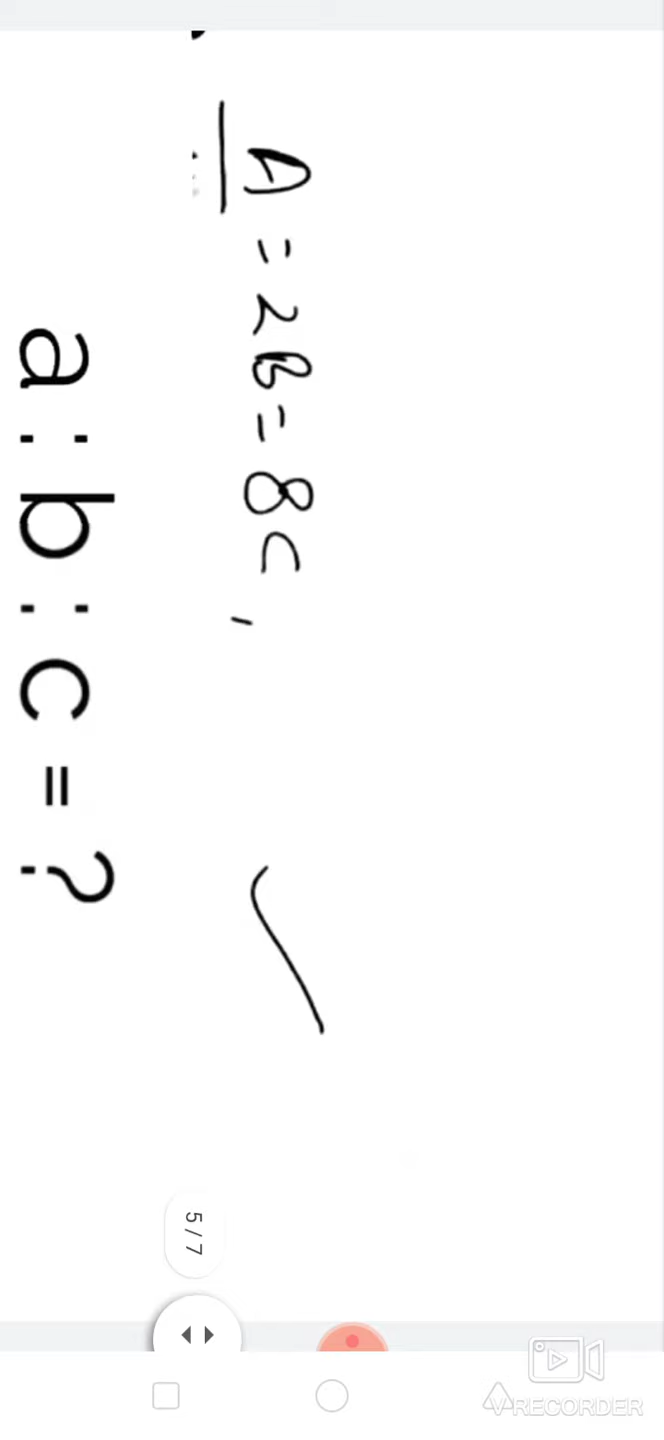 A = 2B = 8C,
a : b : c = ?
5 / 7
V RECORDER